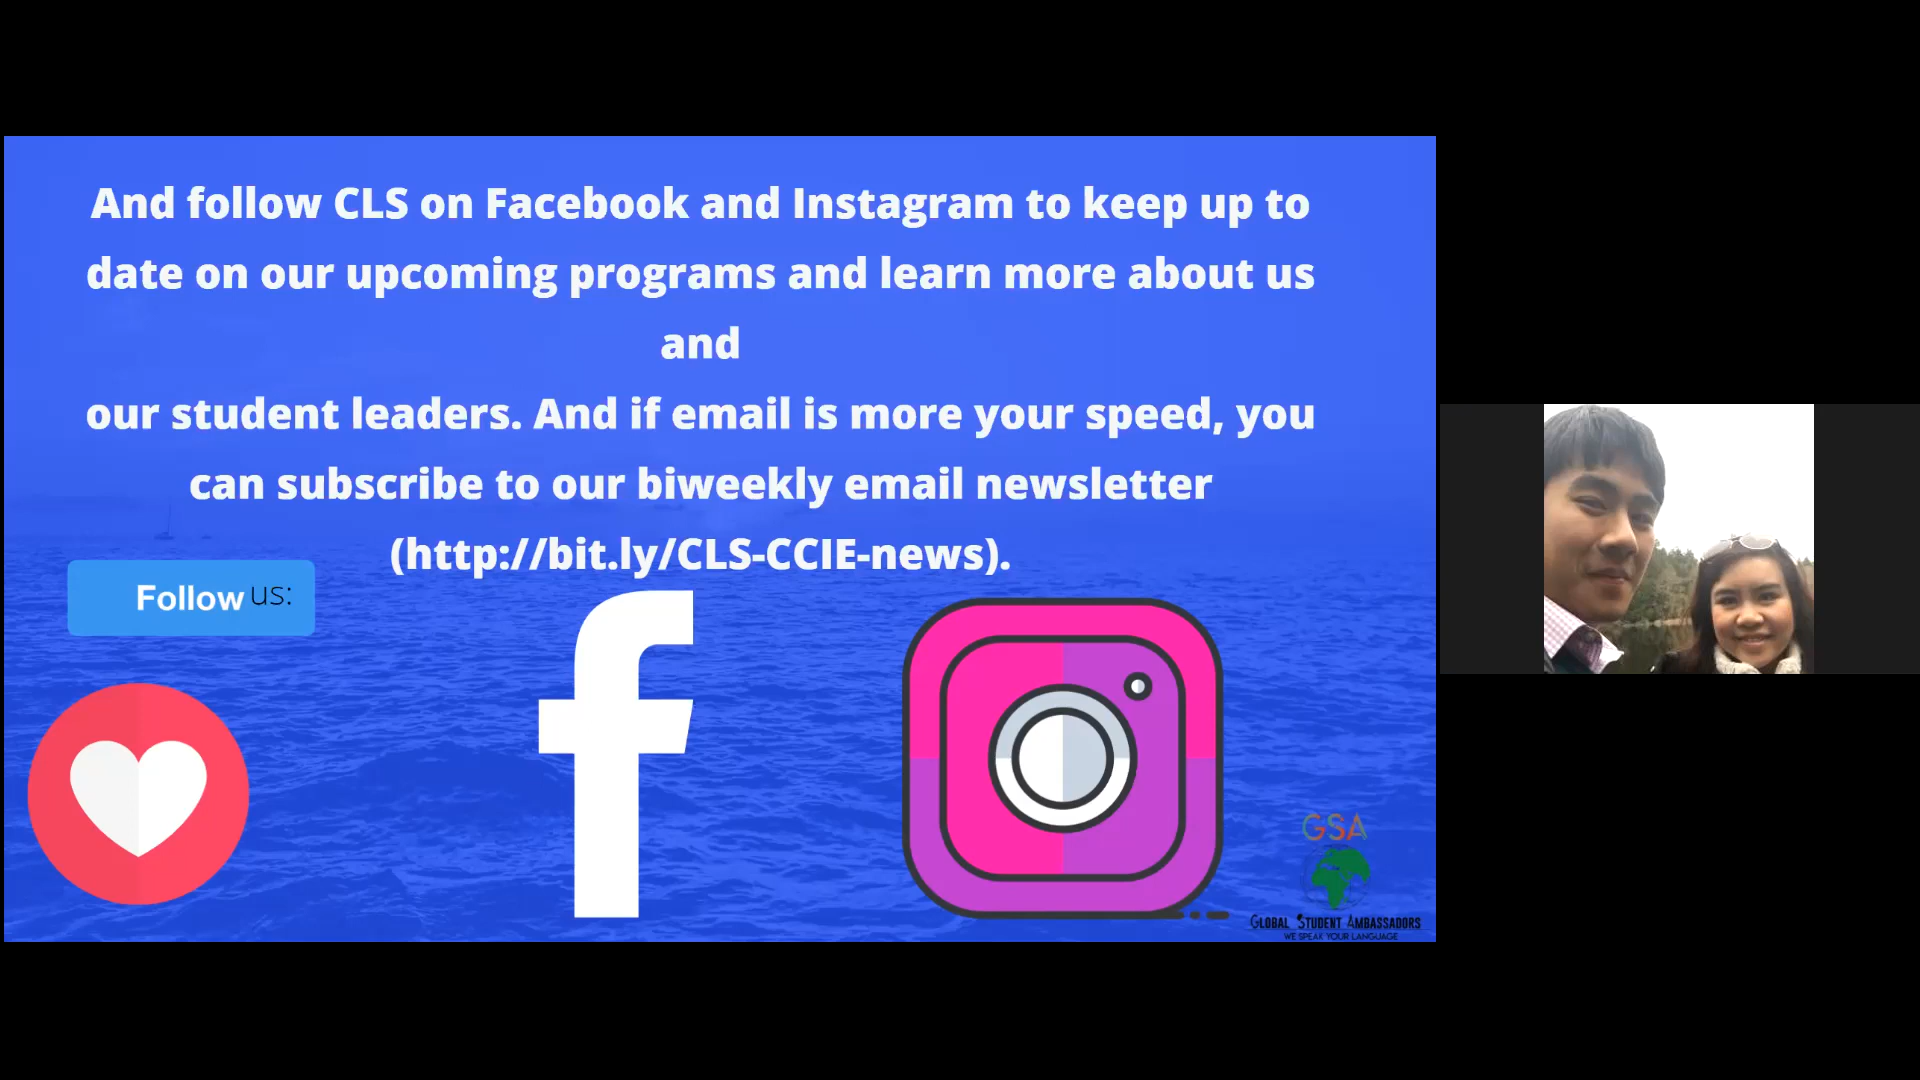 And follow CLS on Facebook and Instagram to keep up to
date on our upcoming programs and learn more about us
and
our student leaders. And if email is more your speed, you
can subscribe to our biweekly email newsletter
(http://bit.ly/CLS-CCIE-news).
Follow us:
GSA
GLOBAL STUDENT AMBASSADORS
WE SPEAK YOUR LANGUAGE